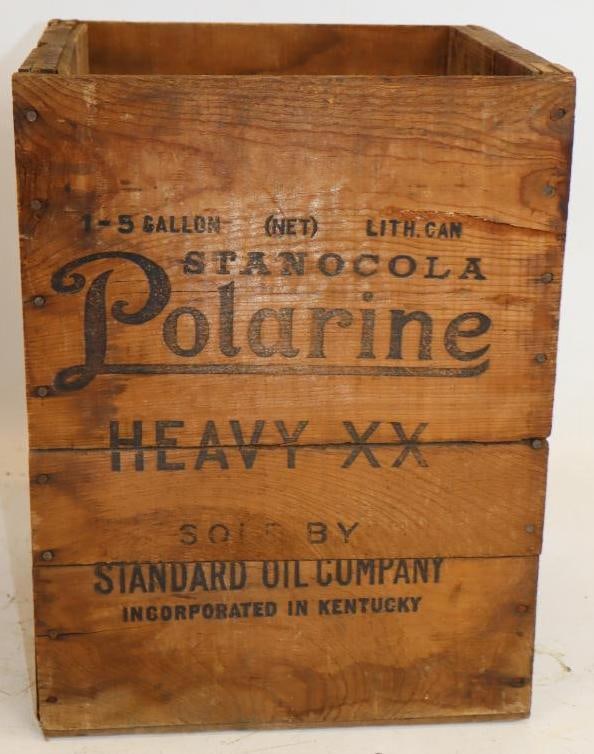 1-5 GALLON (NET) LITH. CAN
STANOCOLA
Polarine
HEAVY XX
SOLD BY
STANDARD OIL COMPANY
INCORPORATED IN KENTUCKY